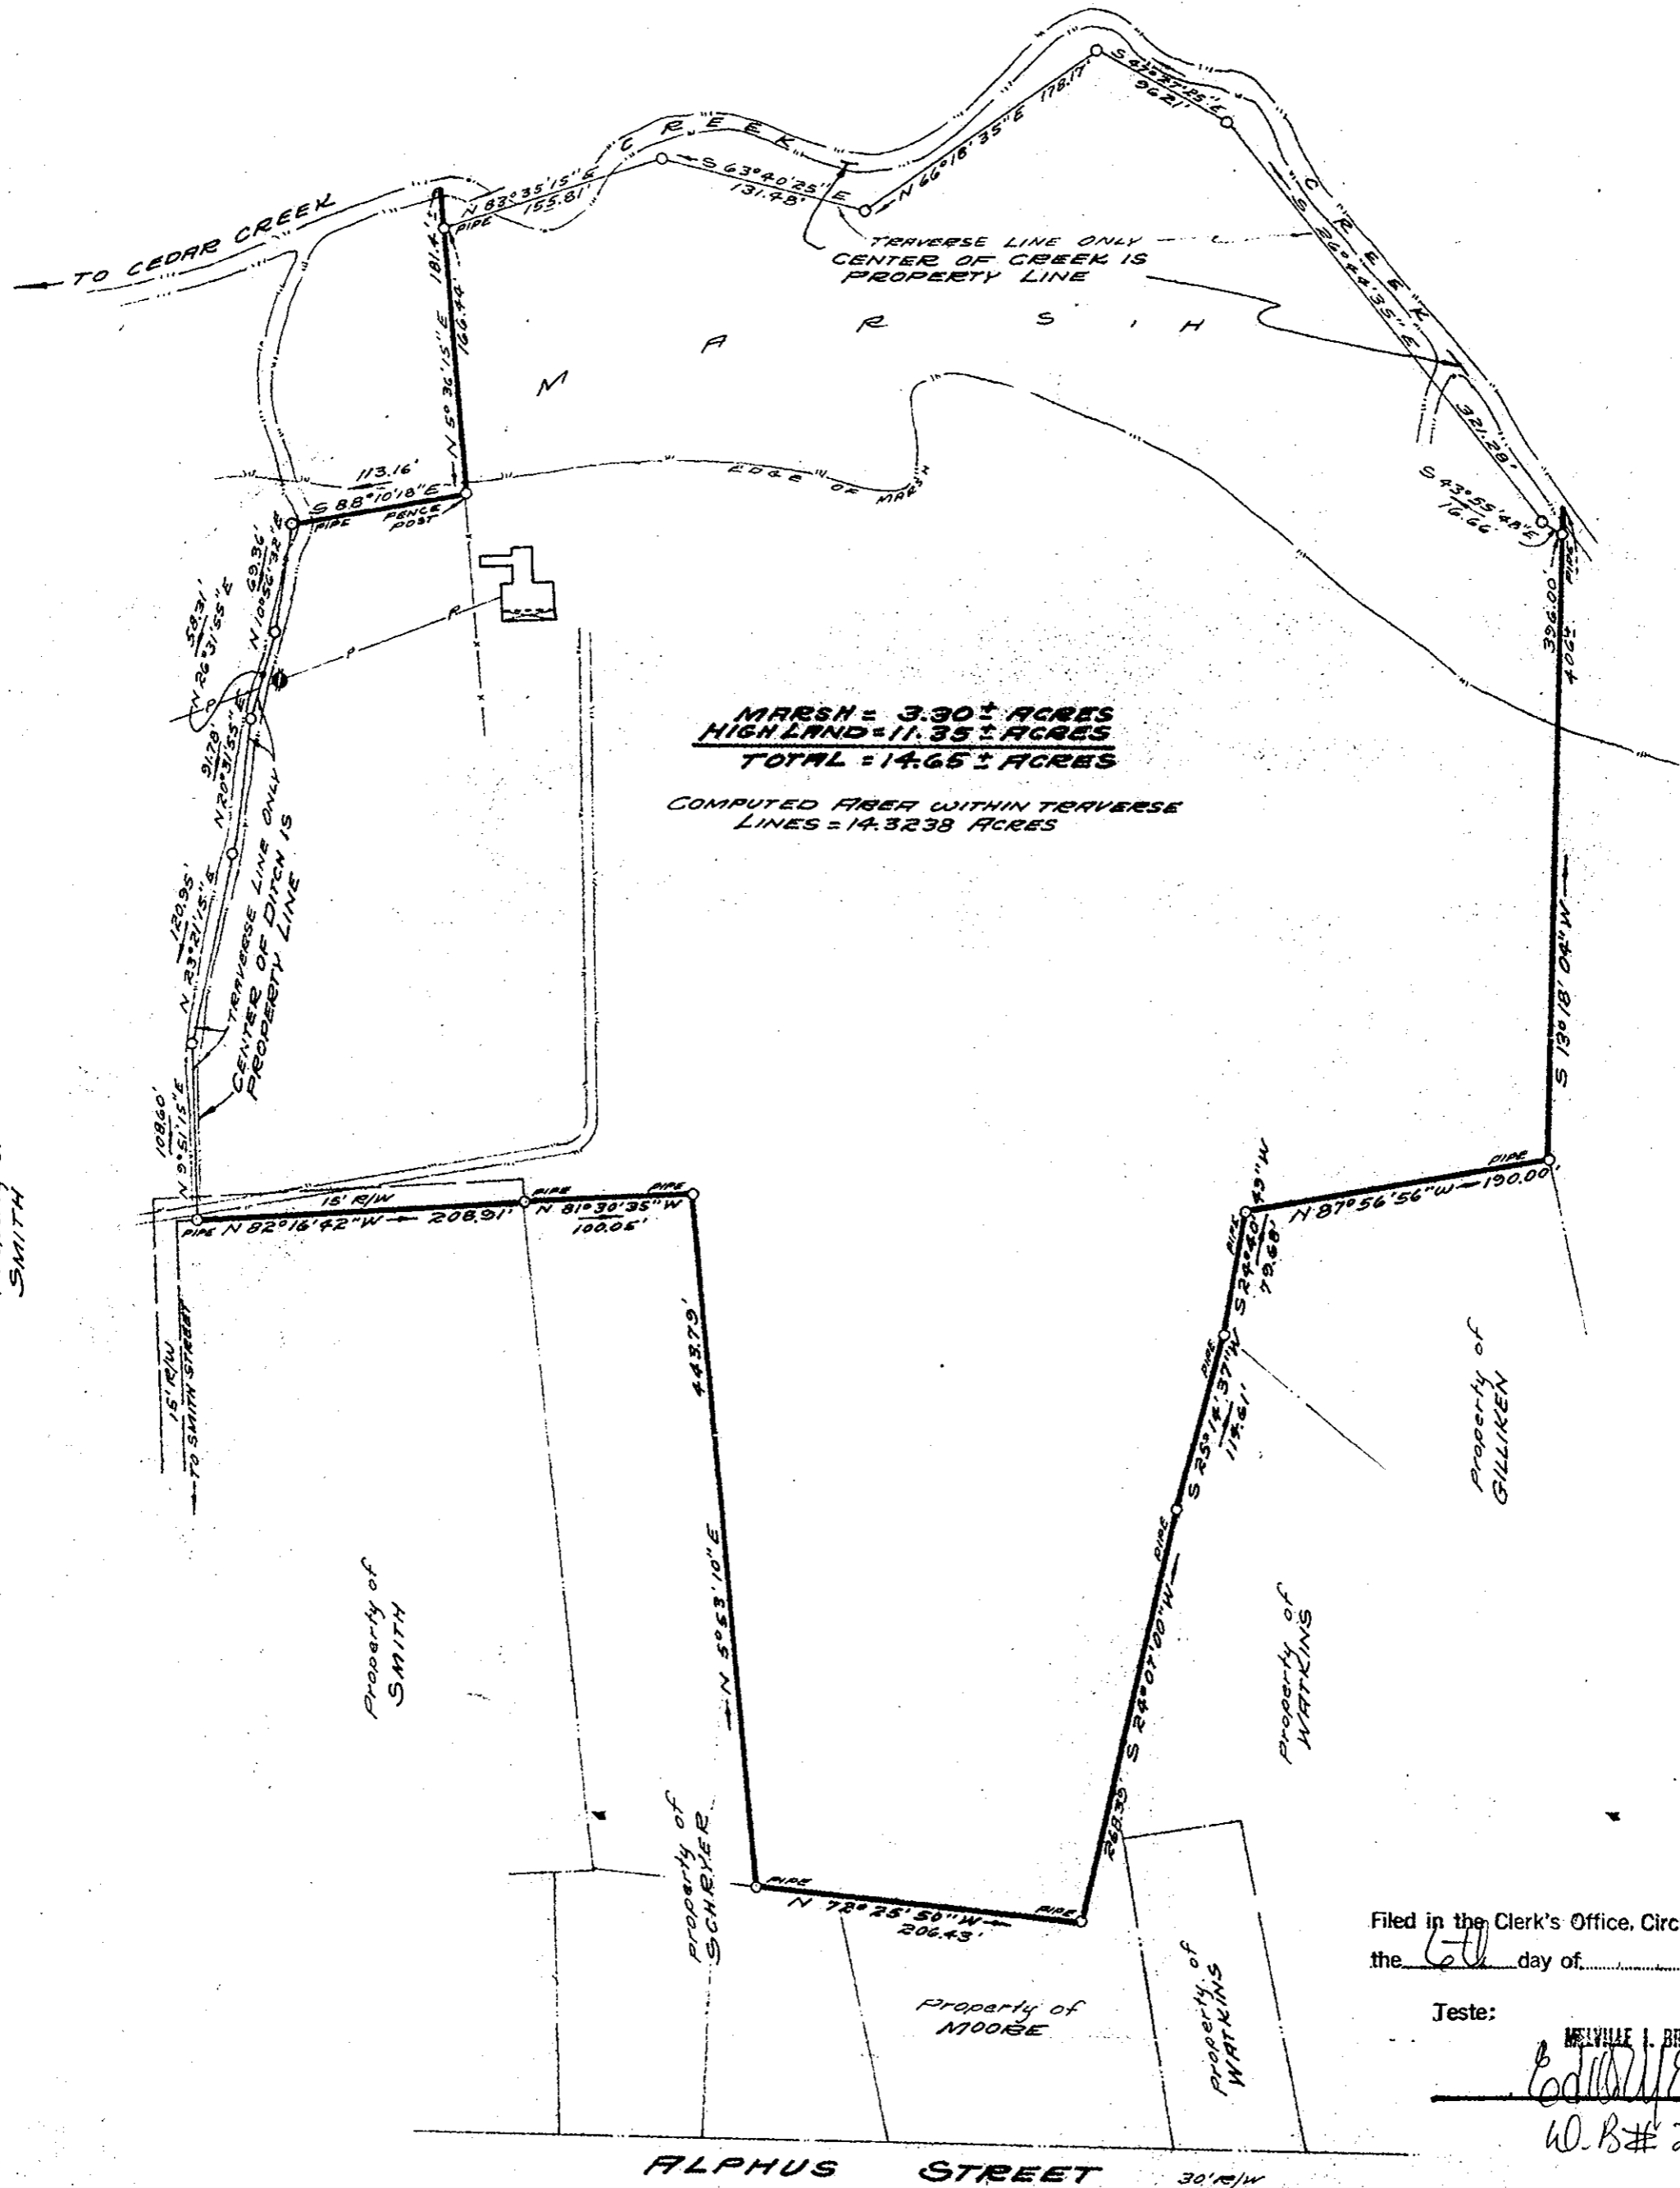 TO CEDAR CREEK
CREEK
N 83°35'15" E
155.81'
PIPE
S 63°40'25" E
131.48'
N 66°18'35" E 178.17'
S 47°27'25" E
96.21'
CREEK
S 26°44'35" E
321.28'
S 43°55'48" E
16.66'
TRAVERSE LINE ONLY
CENTER OF CREEK IS
PROPERTY LINE
MARSH
181.4'±
N 5°36'15" E
166.44'
EDGE OF MARSH
113.16'
S 88°10'18" E
PIPE
FENCE
POST
N 10°56'32" E
69.36'
58.31'
N 26°31'55" E
91.78'
N 20°31'55" E
120.95'
N 23°21'15" E
TRAVERSE LINE ONLY
CENTER OF DITCH IS
PROPERTY LINE
108.60'
N 9°51'15" E
P
P
P
MARSH = 3.30± ACRES
HIGHLAND = 11.35± ACRES
TOTAL = 14.65± ACRES
COMPUTED AREA WITHIN TRAVERSE
LINES = 14.3238 ACRES
PIPE
396.00'
406±
S 13°18'04" W
PIPE
N 87°56'56" W 190.00'
PIPE
S 24°40'49" W
79.68'
PIPE
S 25°14'37" W
114.61'
PIPE
S 24°07'00" W
268.39'
SMITH
15' R/W
PIPE N 82°16'42" W 208.91'
PIPE
N 81°30'35" W
100.05'
PIPE
443.79'
N 5°53'10" E
15' R/W
TO SMITH STREET
Property of
SMITH
Property of
SCHRYER
PIPE
N 72°25'50" W
206.43'
PIPE
Property of
GILLIKEN
Property of
WATKINS
Property of
MOORE
Property of
WATKINS
ALPHUS STREET 30' R/W
Filed in the Clerk's Office, Circ
the 6th day of
Teste:
MELVILLE I.
W.B#